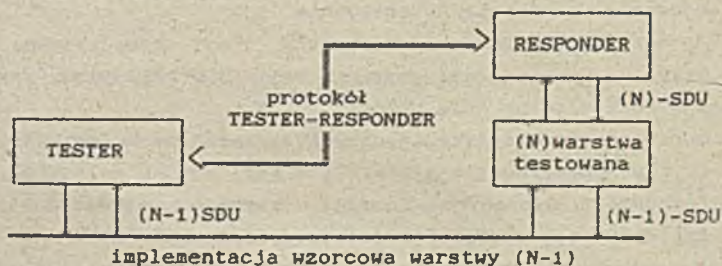 RESPONDER
protokół
TESTER-RESPONDER
(N)-SDU
TESTER
(N)warstwa
testowana
(N-1)SDU
(N-1)-SDU
implementacja wzorcowa warstwy (N-1)